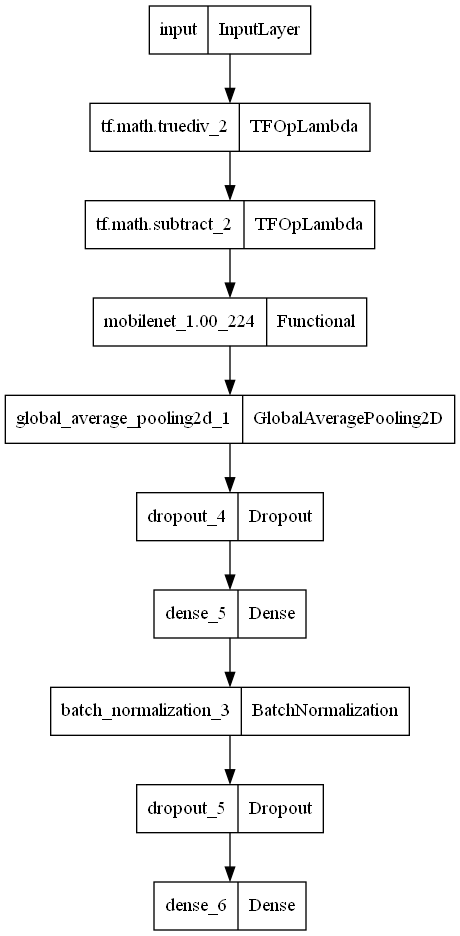 input InputLayer
tf.math.truediv_2 TFOpLambda
tf.math.subtract_2 TFOpLambda
mobilenet_1.00_224 Functional
global_average_pooling2d_1 GlobalAveragePooling2D
dropout_4 Dropout
dense_5 Dense
batch_normalization_3 BatchNormalization
dropout_5 Dropout
dense_6 Dense